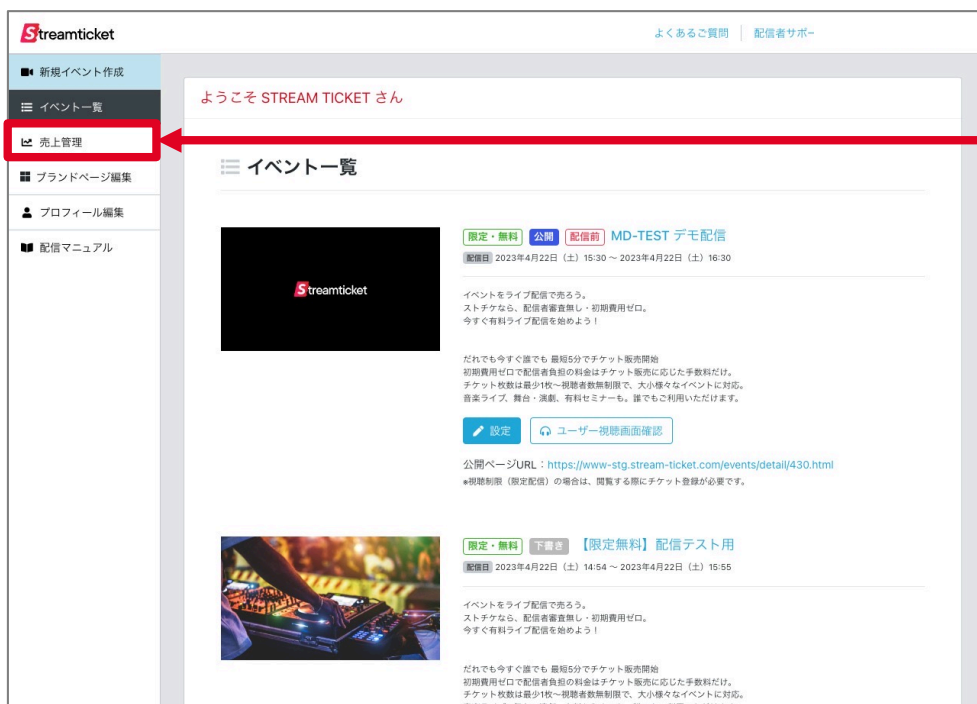 Streamticket
よくあるご質問
配信者サポー
新規イベント作成
イベント一覧
売上管理
ブランドページ編集
プロフィール編集
配信マニュアル
ようこそ STREAM TICKET さん
イベント一覧
Streamticket
限定・無料 公開 配信前 MD-TEST デモ配信
配信日 2023年4月22日（土）15:30 ~ 2023年4月22日（土）16:30
イベントをライブ配信で売ろう。
ストチケなら、配信者審査無し・初期費用ゼロ。
今すぐ有料ライブ配信を始めよう！
だれでも今すぐ誰でも 最短5分でチケット販売開始
初期費用ゼロで配信者負担の料金はチケット販売に応じた手数料だけ。
チケット枚数は最少1枚〜視聴者数無制限で、大小様々なイベントに対応。
音楽ライブ、舞台・演劇、有料セミナーも。誰でもご利用いただけます。
設定
ユーザー視聴画面確認
公開ページURL：https://www-stg.stream-ticket.com/events/detail/430.html
※視聴制限（限定配信）の場合は、閲覧する際にチケット登録が必要です。
限定・無料 下書き 【限定無料】配信テスト用
配信日 2023年4月22日（土）14:54 ~ 2023年4月22日（土）15:55
イベントをライブ配信で売ろう。
ストチケなら、配信者審査無し・初期費用ゼロ。
今すぐ有料ライブ配信を始めよう！
だれでも今すぐ誰でも 最短5分でチケット販売開始
初期費用ゼロで配信者負担の料金はチケット販売に応じた手数料だけ。
チケット枚数は最少1枚〜視聴者数無制限で、大小様々なイベントに対応。